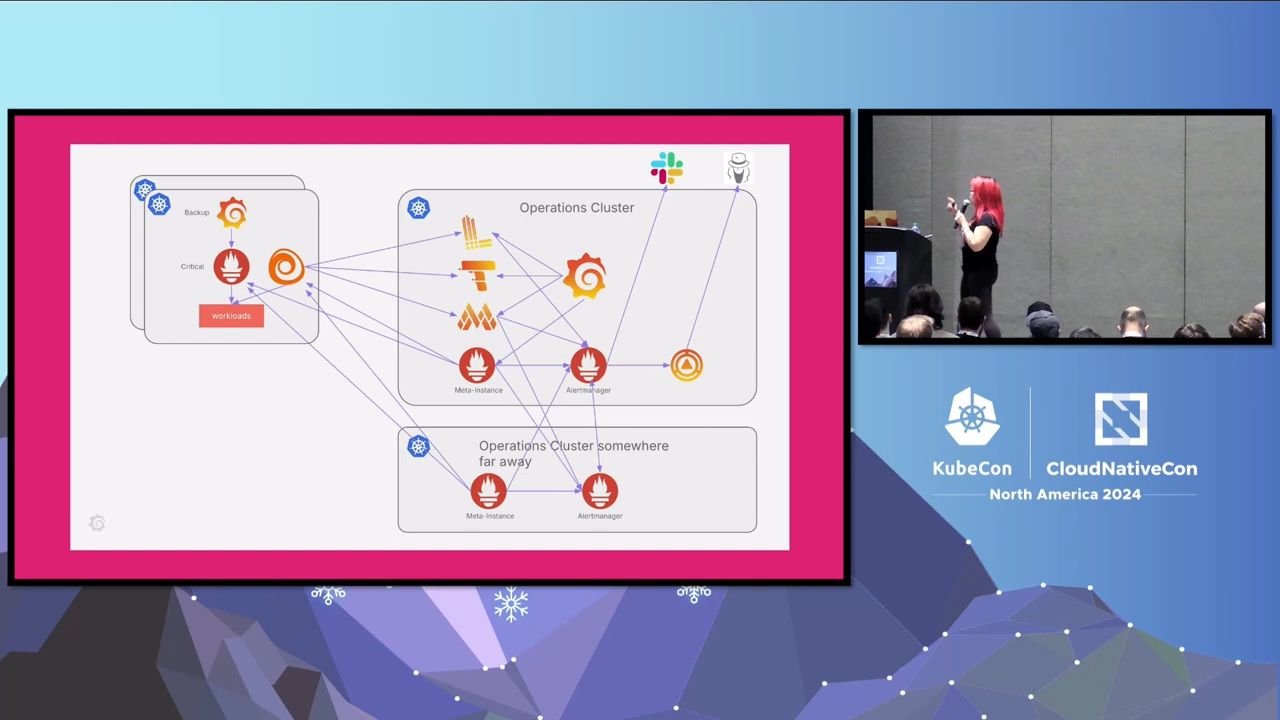 Backup
Critical
workloads
Operations Cluster
Meta-instance
Alertmanager
Operations Cluster somewhere
far away
Meta-instance
Alertmanager
KubeCon
CloudNativeCon
North America 2024